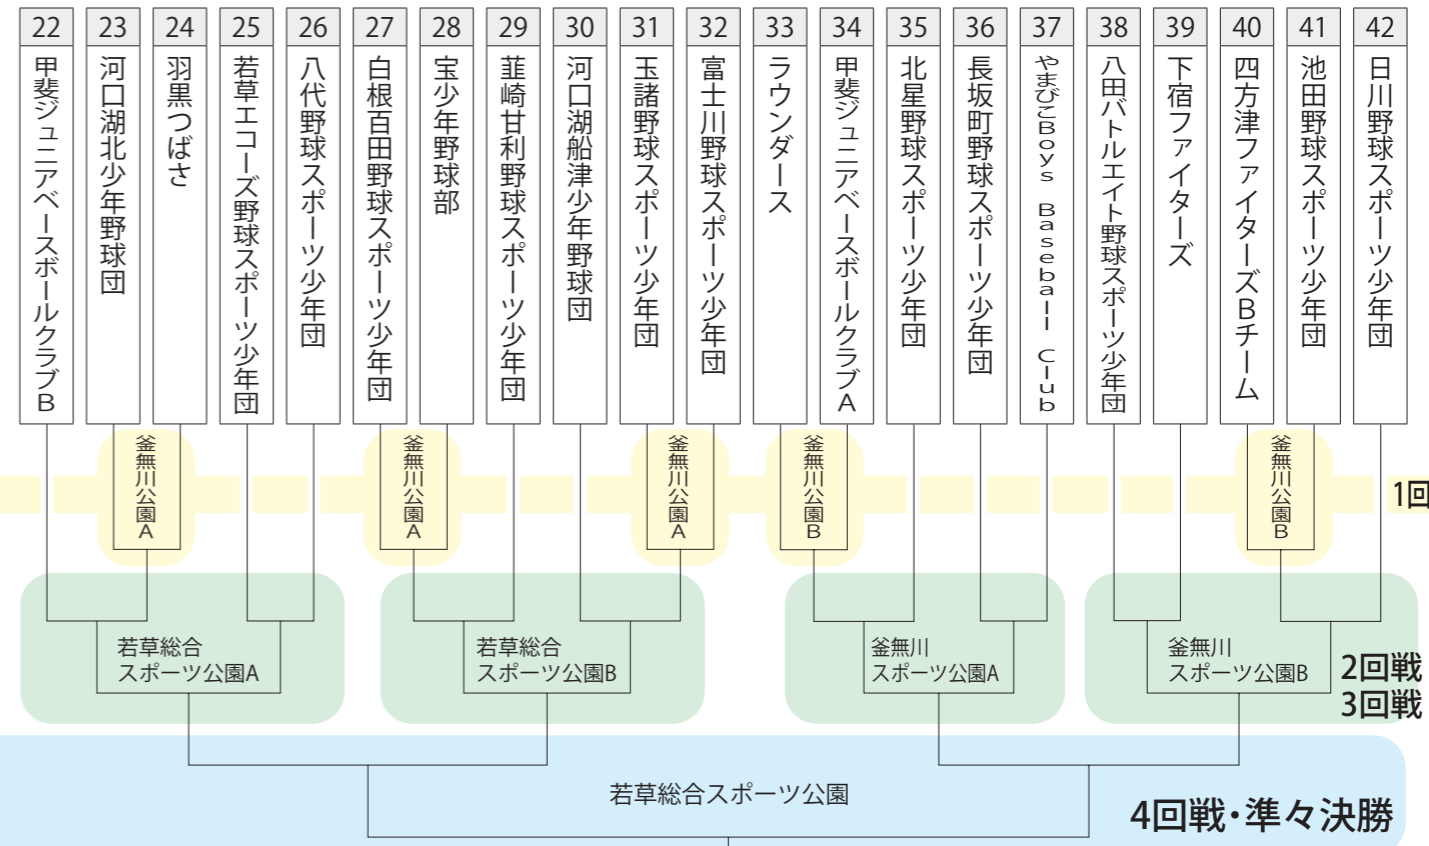 22
23
24
25
26
27
28
29
30
31
32
33
34
35
36
37
38
39
40
41
42
甲斐ジュニアベースボールクラブB
河口湖北少年野球団
羽黒つばさ
若草エコーズ野球スポーツ少年団
八代野球スポーツ少年団
白根百田野球スポーツ少年団
宝少年野球部
韮崎甘利野球スポーツ少年団
河口湖船津少年野球団
玉諸野球スポーツ少年団
富士川野球スポーツ少年団
ラウンダース
甲斐ジュニアベースボールクラブA
北星野球スポーツ少年団
長坂町野球スポーツ少年団
やまびこBoys Baseball Club
八田バトルエイト野球スポーツ少年団
下宿ファイターズ
四方津ファイターズBチーム
池田野球スポーツ少年団
日川野球スポーツ少年団
釜無川公園A
釜無川公園A
釜無川公園A
釜無川公園B
釜無川公園B
1回
若草総合
スポーツ公園A
若草総合
スポーツ公園B
釜無川
スポーツ公園A
釜無川
スポーツ公園B
2回戦
3回戦
若草総合スポーツ公園
4回戦・準々決勝